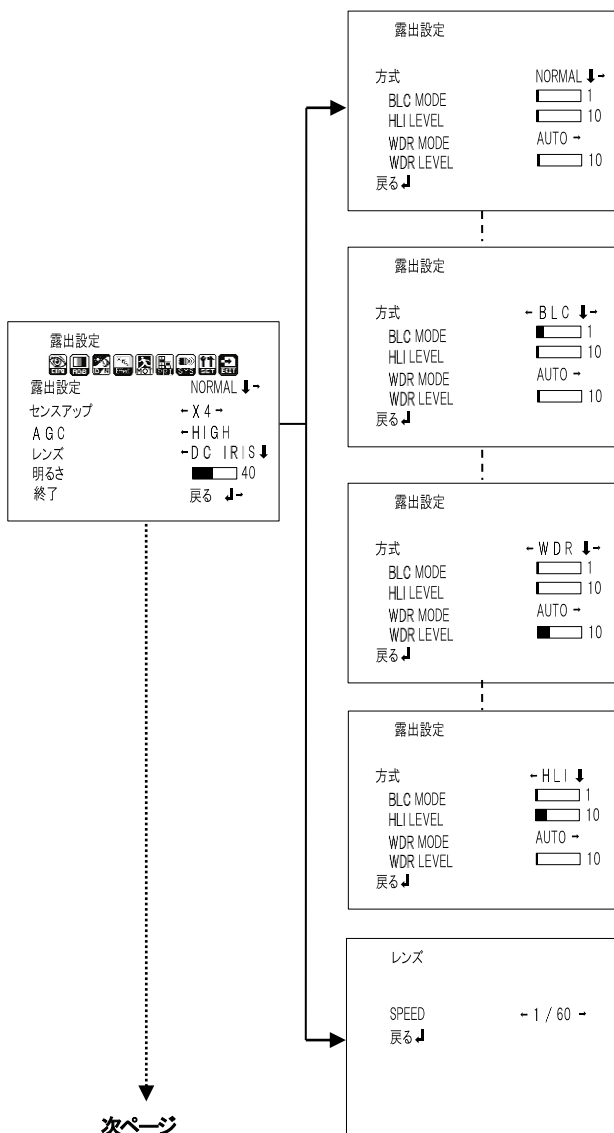 露出設定
露出設定 NORMAL ⬇→
センスアップ ←X4→
AGC ←HIGH
レンズ ←DC IRIS⬇
明るさ 40
終了 戻る ↲→
次ページ
露出設定
方式 NORMAL ⬇→
BLC MODE 1
HLI LEVEL 10
WDR MODE AUTO →
WDR LEVEL 10
戻る↲
露出設定
方式 ←BLC ⬇→
BLC MODE 1
HLI LEVEL 10
WDR MODE AUTO →
WDR LEVEL 10
戻る↲
露出設定
方式 ←WDR ⬇→
BLC MODE 1
HLI LEVEL 10
WDR MODE AUTO →
WDR LEVEL 10
戻る↲
露出設定
方式 ←HLI ⬇
BLC MODE 1
HLI LEVEL 10
WDR MODE AUTO →
WDR LEVEL 10
戻る↲
レンズ
SPEED ←1/60→
戻る↲